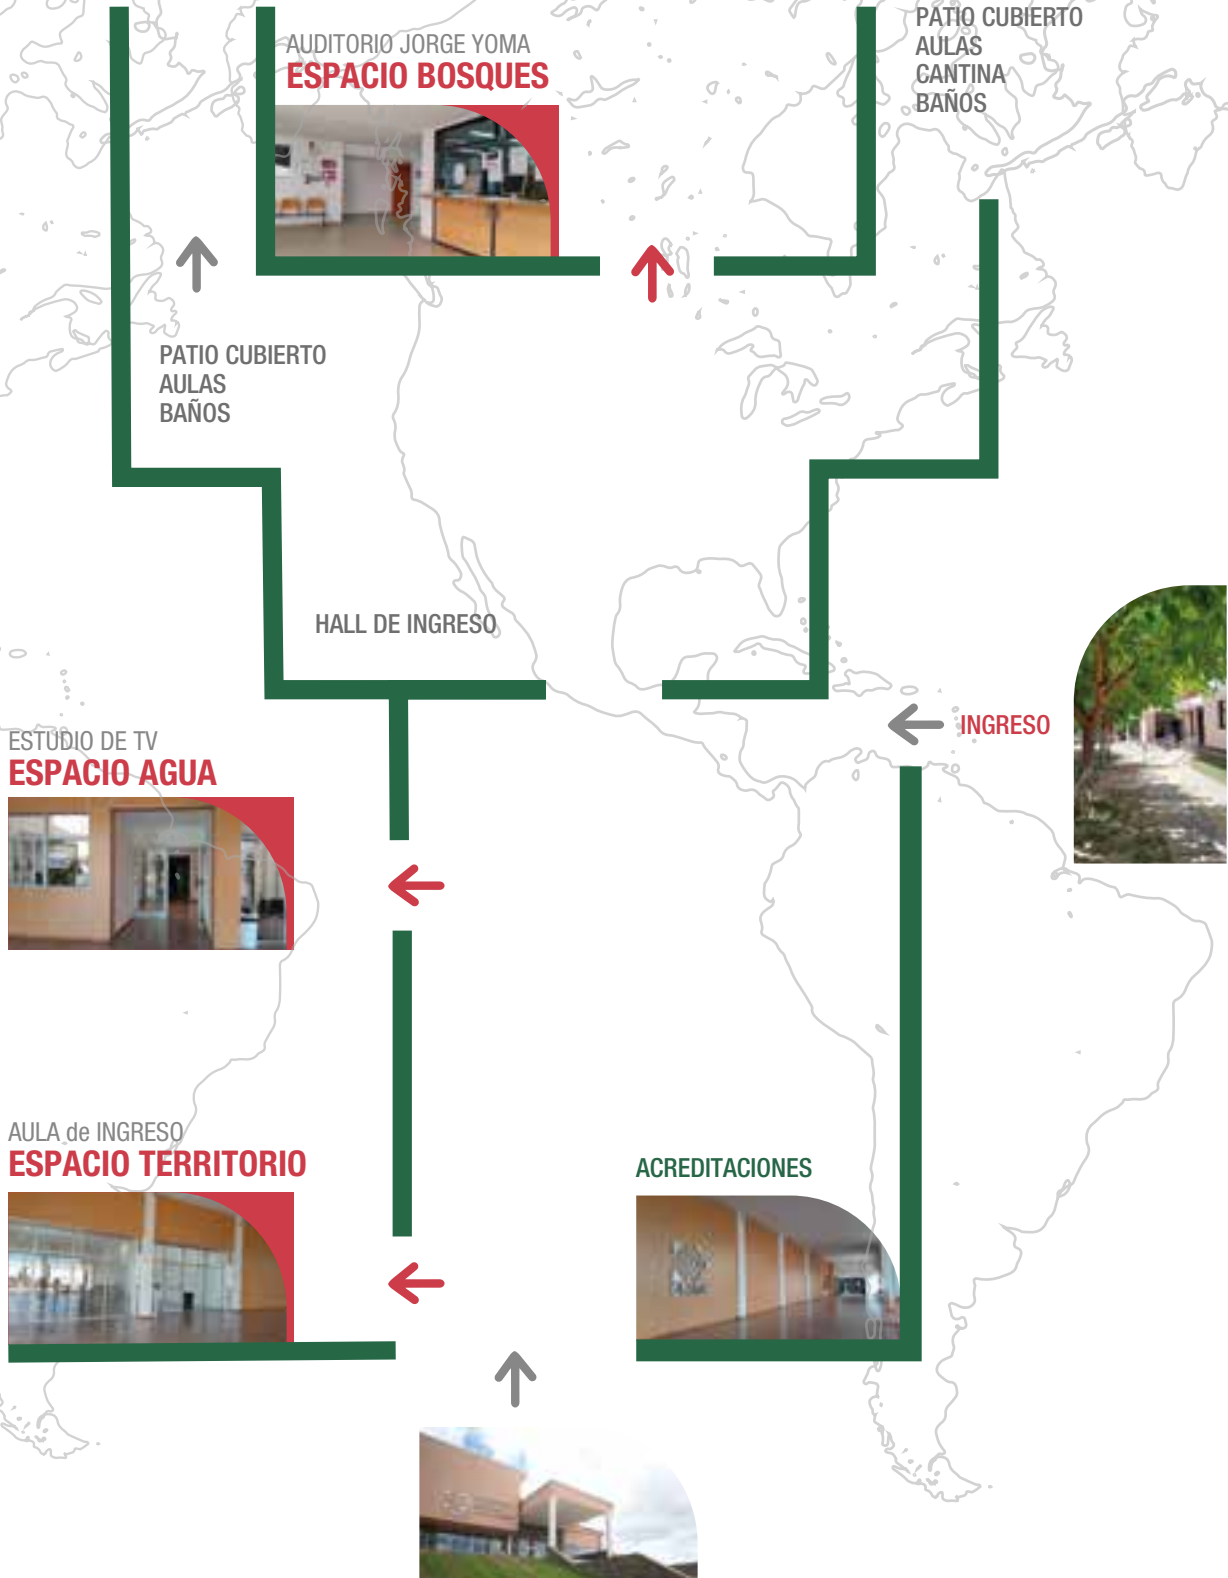 AUDITORIO JORGE YOMA
ESPACIO BOSQUES
PATIO CUBIERTO
AULAS
CANTINA
BAÑOS
PATIO CUBIERTO
AULAS
BAÑOS
HALL DE INGRESO
INGRESO
ESTUDIO DE TV
ESPACIO AGUA
AULA de INGRESO
ESPACIO TERRITORIO
ACREDITACIONES